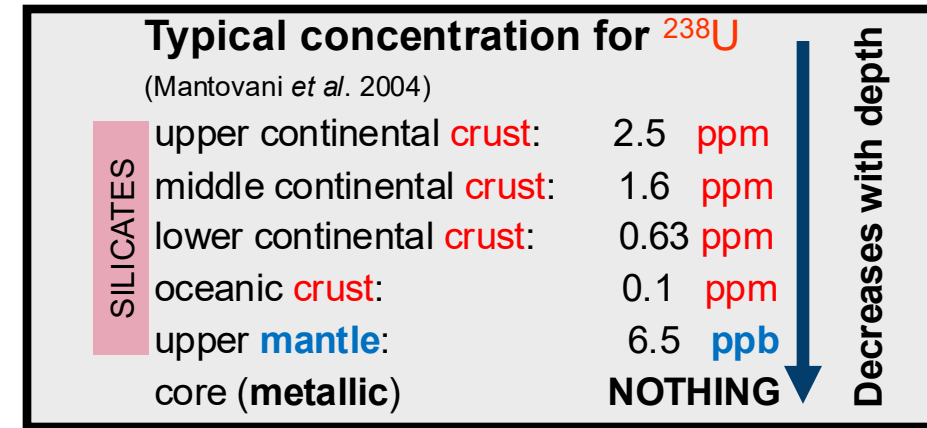 Typical concentration for ²³⁸U
(Mantovani et al. 2004)
SILICATES
upper continental crust: 2.5 ppm
middle continental crust: 1.6 ppm
lower continental crust: 0.63 ppm
oceanic crust: 0.1 ppm
upper mantle: 6.5 ppb
core (metallic) NOTHING
Decreases with depth